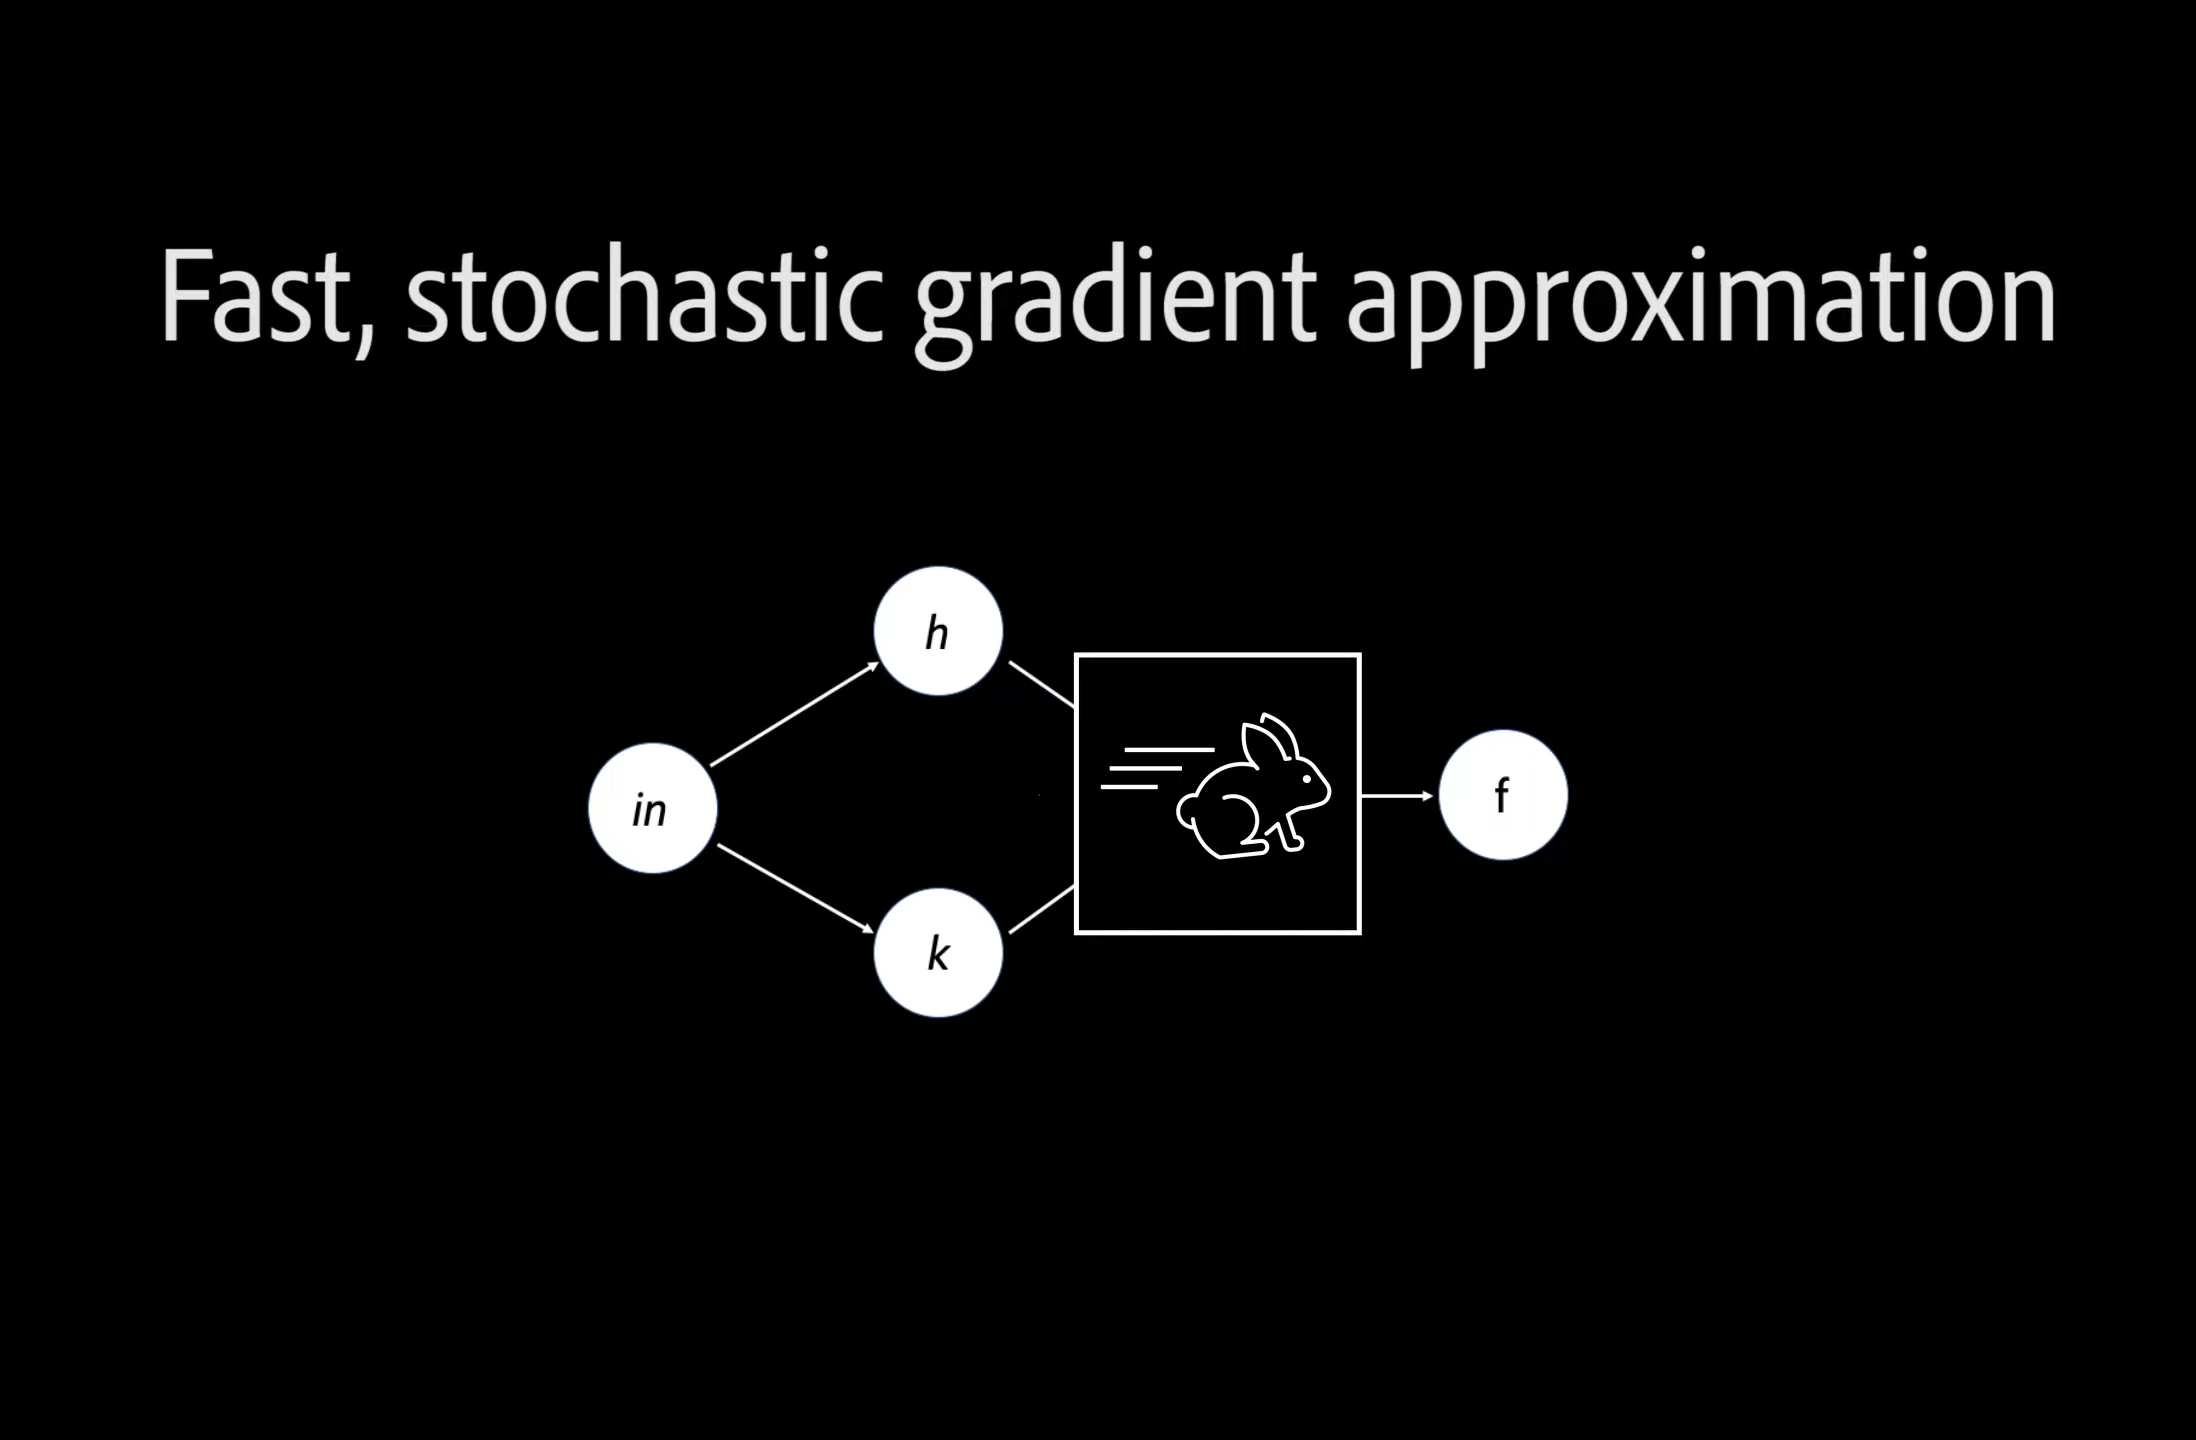 Fast, stochastic gradient approximation
h
in
f
k